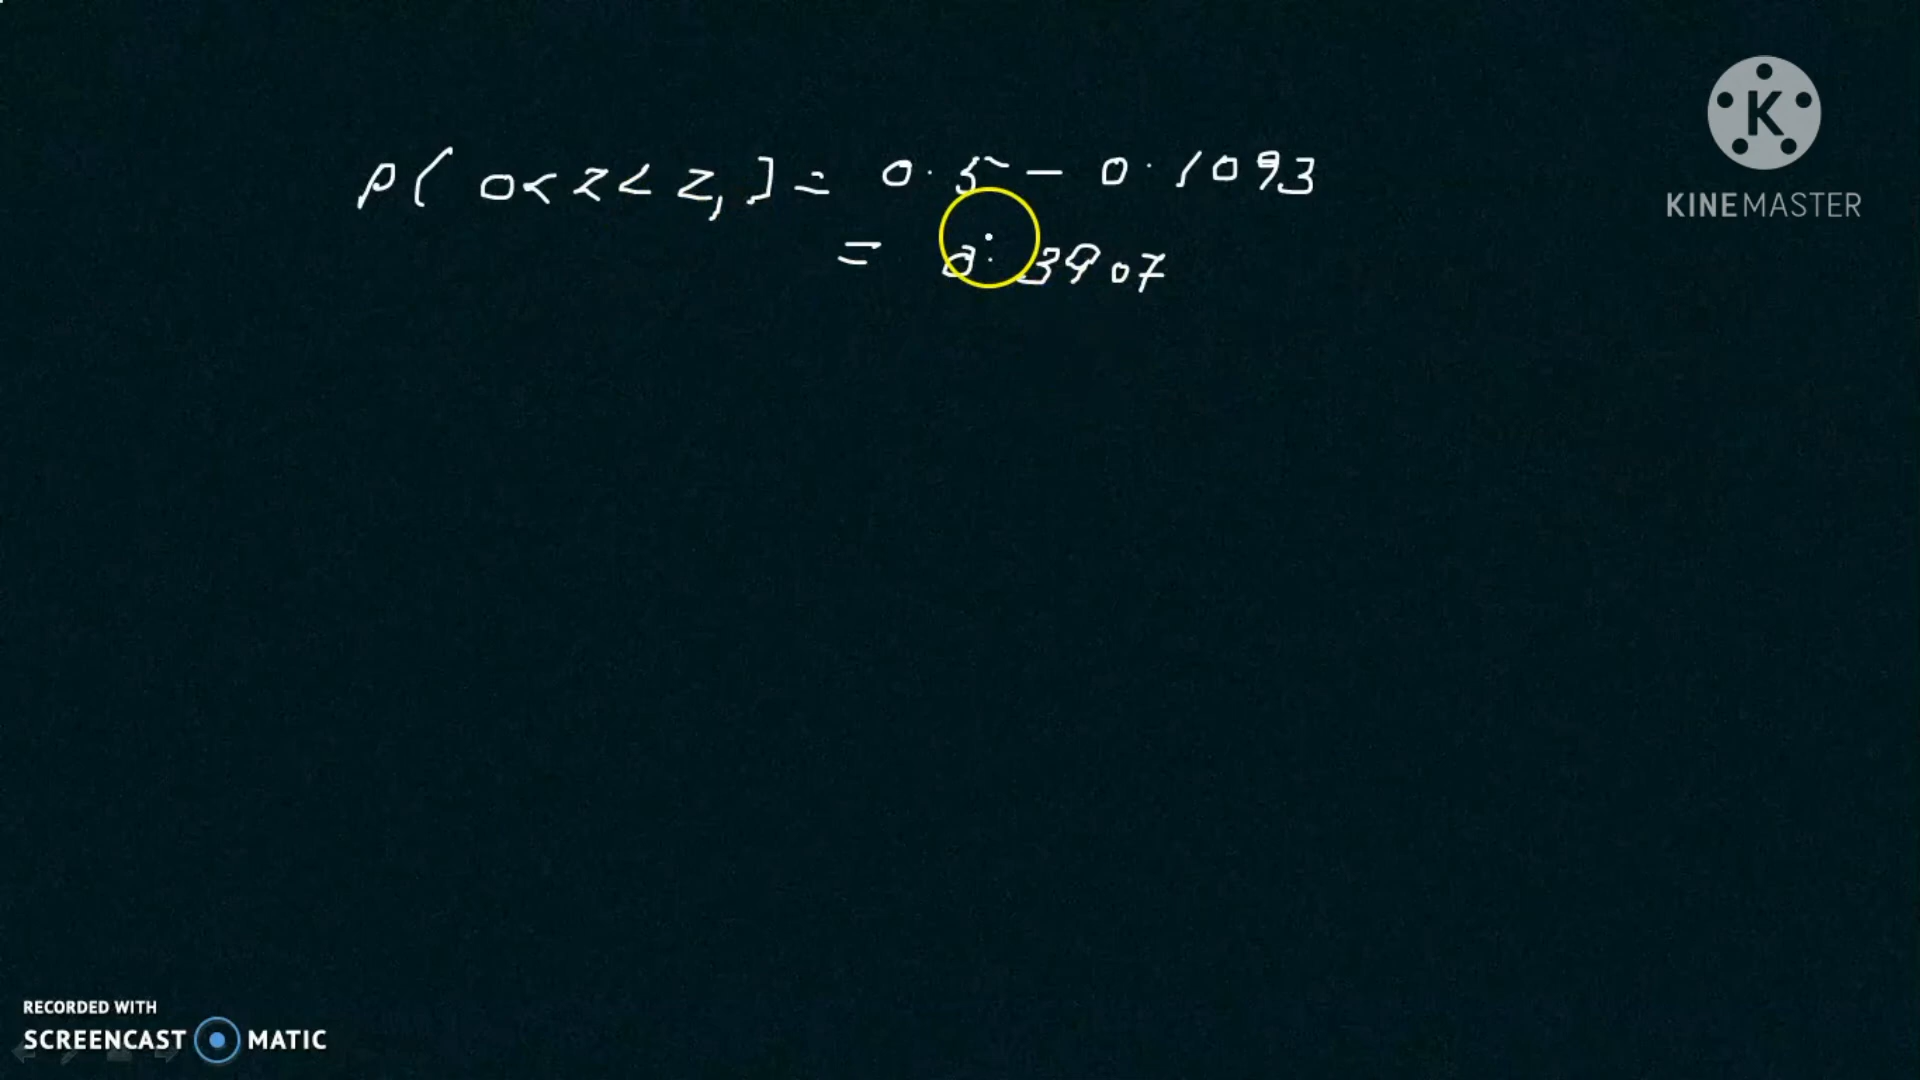 P( 0<z<z₁) = 0.5 - 0.1093
= 0.3907
K
KINEMASTER
RECORDED WITH
SCREENCAST MATIC